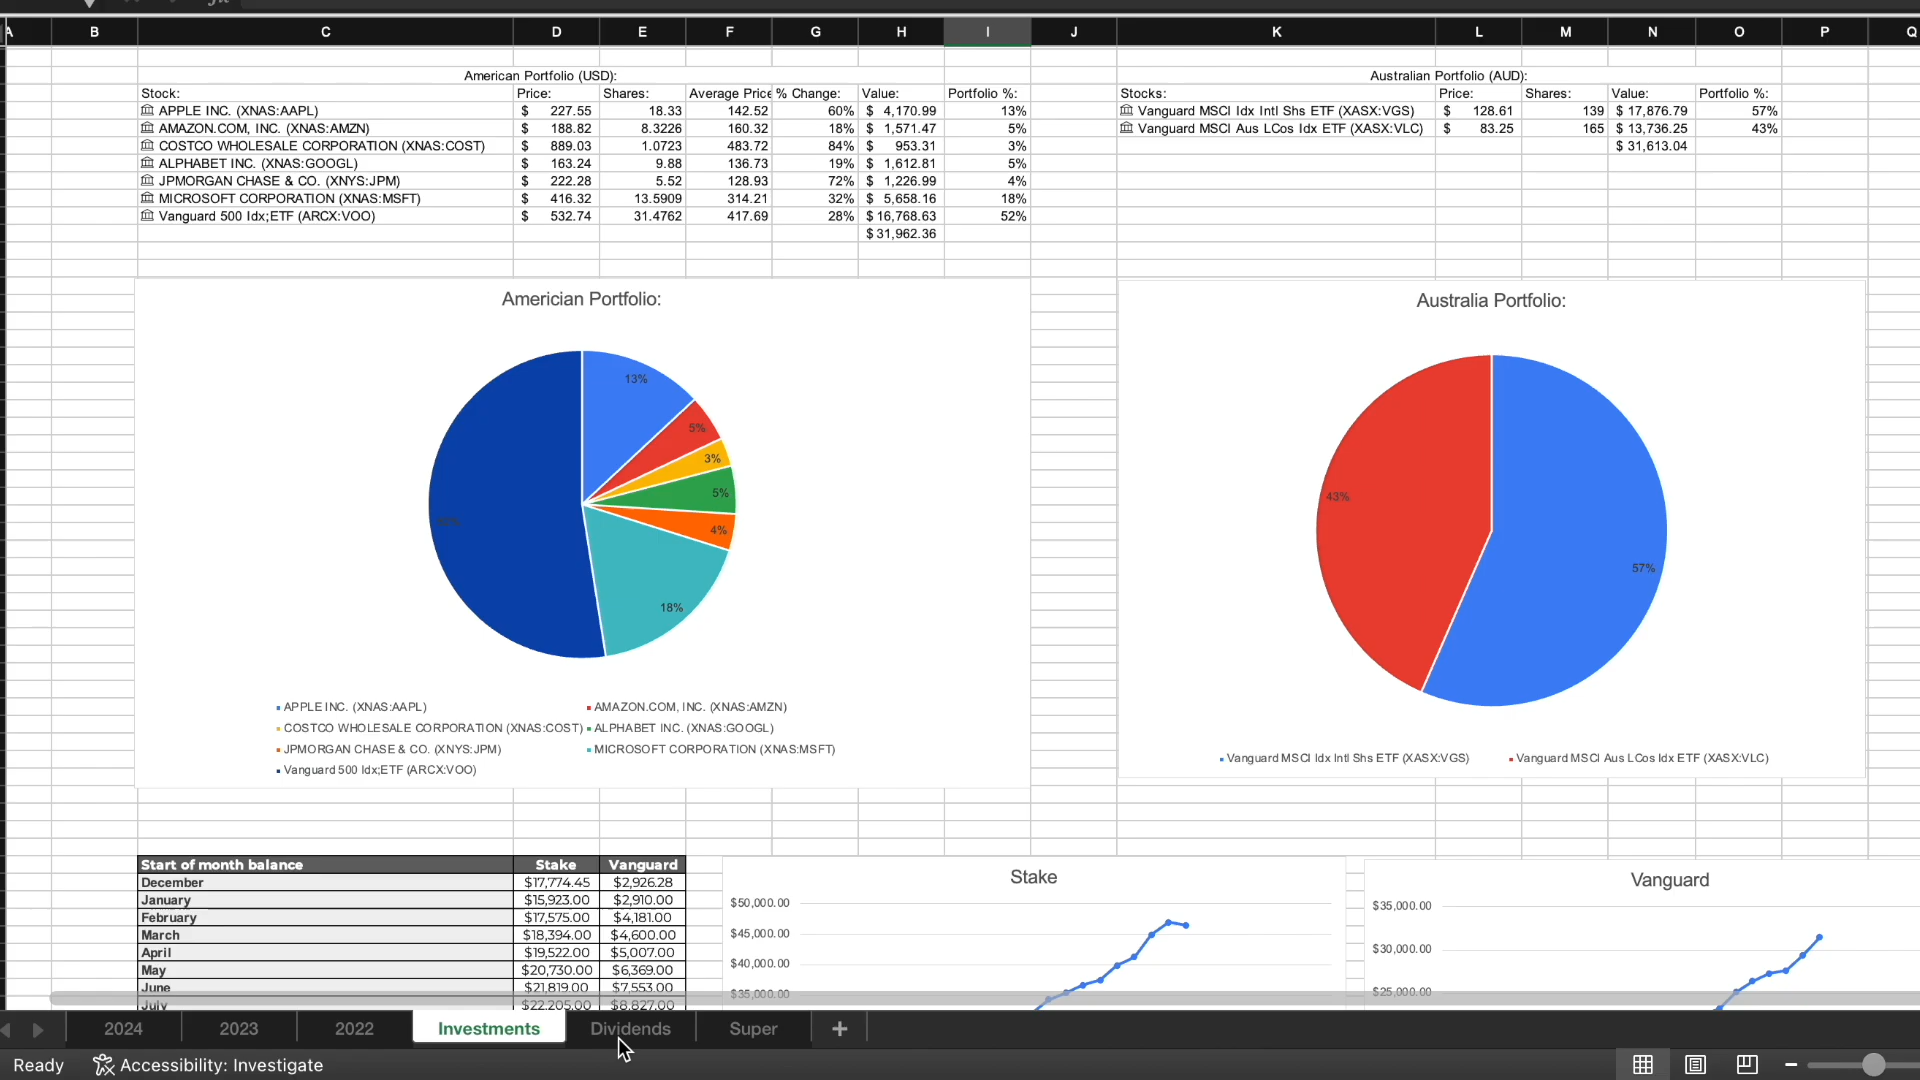 A B C D E F G H I J K L M N O P Q
American Portfolio (USD):
Stock: Price: Shares: Average Price % Change: Value: Portfolio %:
APPLE INC. (XNAS:AAPL) $ 227.55 18.33 142.52 60% $ 4,170.99 13%
AMAZON.COM, INC. (XNAS:AMZN) $ 188.82 8.3226 160.32 18% $ 1,571.47 5%
COSTCO WHOLESALE CORPORATION (XNAS:COST) $ 889.03 1.0723 483.72 84% $ 953.31 3%
ALPHABET INC. (XNAS:GOOGL) $ 163.24 9.88 136.73 19% $ 1,612.81 5%
JPMORGAN CHASE & CO. (XNYS:JPM) $ 222.28 5.52 128.93 72% $ 1,226.99 4%
MICROSOFT CORPORATION (XNAS:MSFT) $ 416.32 13.5909 314.21 32% $ 5,658.16 18%
Vanguard 500 Idx;ETF (ARCX:VOO) $ 532.74 31.4762 417.69 28% $ 16,768.63 52%
$ 31,962.36
Australian Portfolio (AUD):
Stocks: Price: Shares: Value: Portfolio %:
Vanguard MSCI Idx Intl Shs ETF (XASX:VGS) $ 128.61 139 $ 17,876.79 57%
Vanguard MSCI Aus LCos Idx ETF (XASX:VLC) $ 83.25 165 $ 13,736.25 43%
$ 31,613.04
Americian Portfolio:
13%
5%
3%
5%
4%
18%
APPLE INC. (XNAS:AAPL) AMAZON.COM, INC. (XNAS:AMZN)
COSTCO WHOLESALE CORPORATION (XNAS:COST) ALPHABET INC. (XNAS:GOOGL)
JPMORGAN CHASE & CO. (XNYS:JPM) MICROSOFT CORPORATION (XNAS:MSFT)
Vanguard 500 Idx;ETF (ARCX:VOO)
Australia Portfolio:
43%
57%
Vanguard MSCI Idx Intl Shs ETF (XASX:VGS) Vanguard MSCI Aus LCos Idx ETF (XASX:VLC)
Start of month balance Stake Vanguard
December $17,774.45 $2,926.28
January $15,923.00 $2,910.00
February $17,575.00 $4,181.00
March $18,394.00 $4,600.00
April $19,522.00 $5,007.00
May $20,730.00 $6,369.00
June $21,819.00 $7,553.00
July $22,205.00 $8,827.00
Stake
$50,000.00
$45,000.00
$40,000.00
$35,000.00
Vanguard
$35,000.00
$30,000.00
$25,000.00
2024 2023 2022 Investments Dividends Super +
Ready Accessibility: Investigate